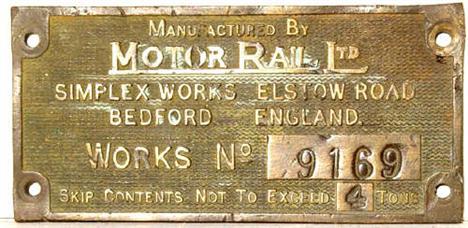 MANUFACTURED BY
MOTOR RAIL LTD
SIMPLEX WORKS ELSTOW ROAD
BEDFORD ENGLAND.
WORKS NO 9169
SKIP CONTENTS NOT TO EXCEED 4 TONS